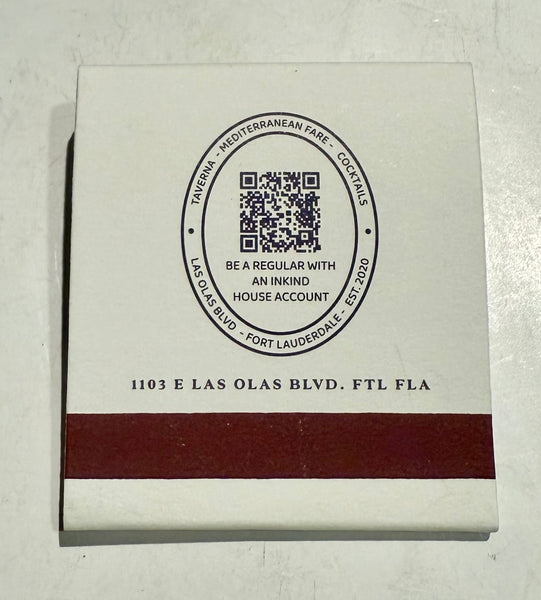 TAVERNA - MEDITERRANEAN FARE - COCKTAILS
BE A REGULAR WITH
AN INKIND
HOUSE ACCOUNT
LAS OLAS BLVD - FORT LAUDERDALE - EST. 2020
1103 E LAS OLAS BLVD. FTL FLA